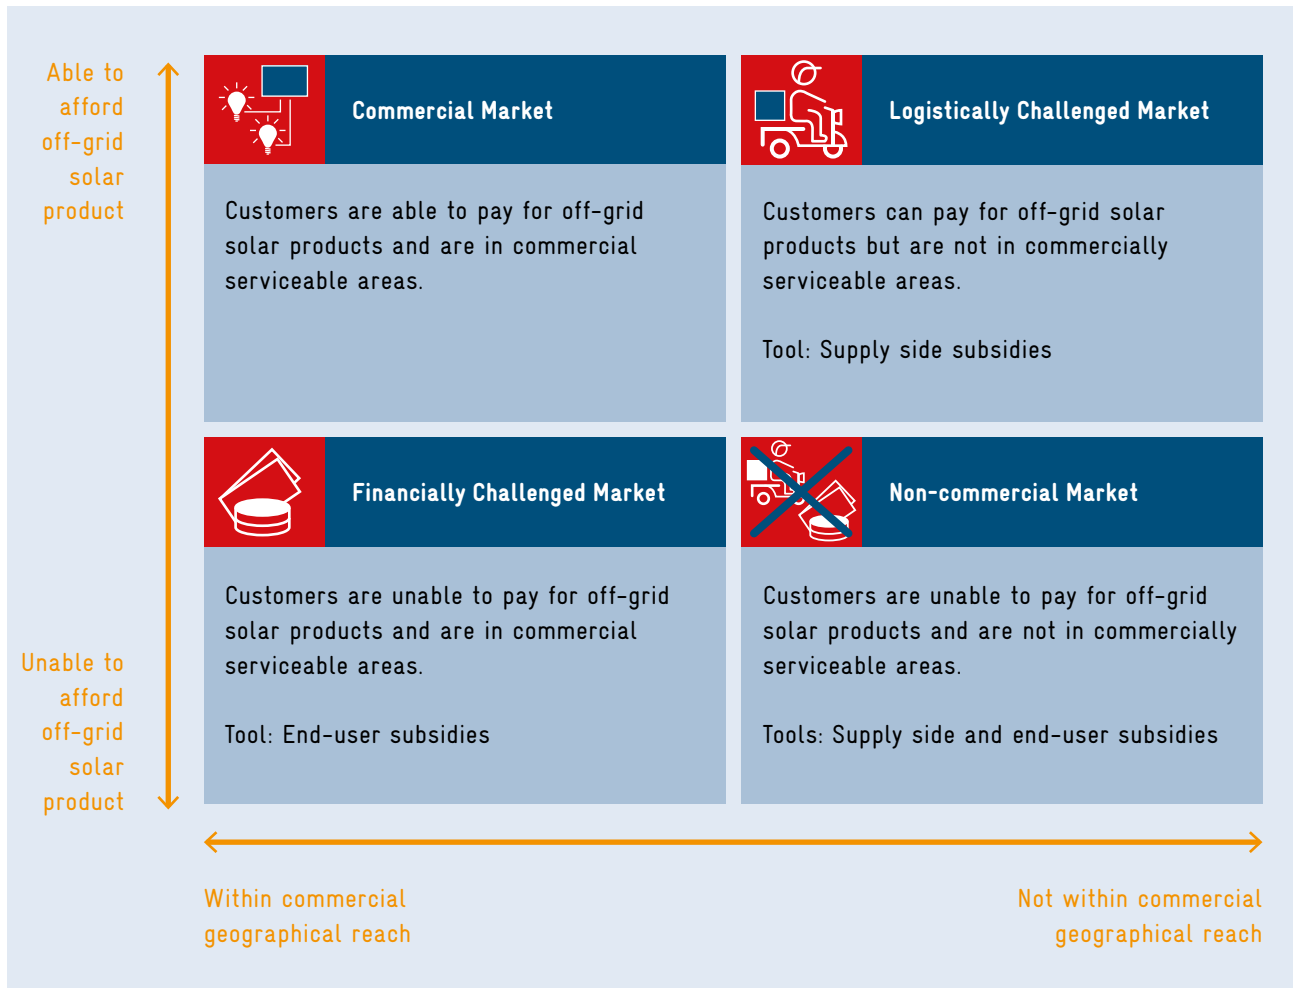 Able to
afford
off-grid
solar
product
Commercial Market
Customers are able to pay for off-grid
solar products and are in commercial
serviceable areas.
Logistically Challenged Market
Customers can pay for off-grid solar
products but are not in commercially
serviceable areas.
Tool: Supply side subsidies
Unable to
afford
off-grid
solar
product
Financially Challenged Market
Customers are unable to pay for off-grid
solar products and are in commercial
serviceable areas.
Tool: End-user subsidies
Non-commercial Market
Customers are unable to pay for off-grid
solar products and are not in commercially
serviceable areas.
Tools: Supply side and end-user subsidies
Within commercial
geographical reach
Not within commercial
geographical reach